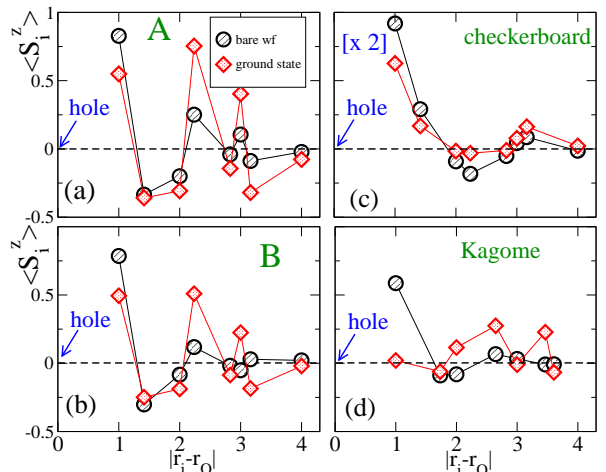 <S_i^z>
1
0.5
0
-0.5
A
bare wf
ground state
hole
(a)
[x 2]
checkerboard
hole
(c)
<S_i^z>
0.5
0
-0.5
B
hole
(b)
0
1
2
3
4
|r_i-r_O|
Kagome
hole
(d)
0
1
2
3
4
|r_i-r_O|